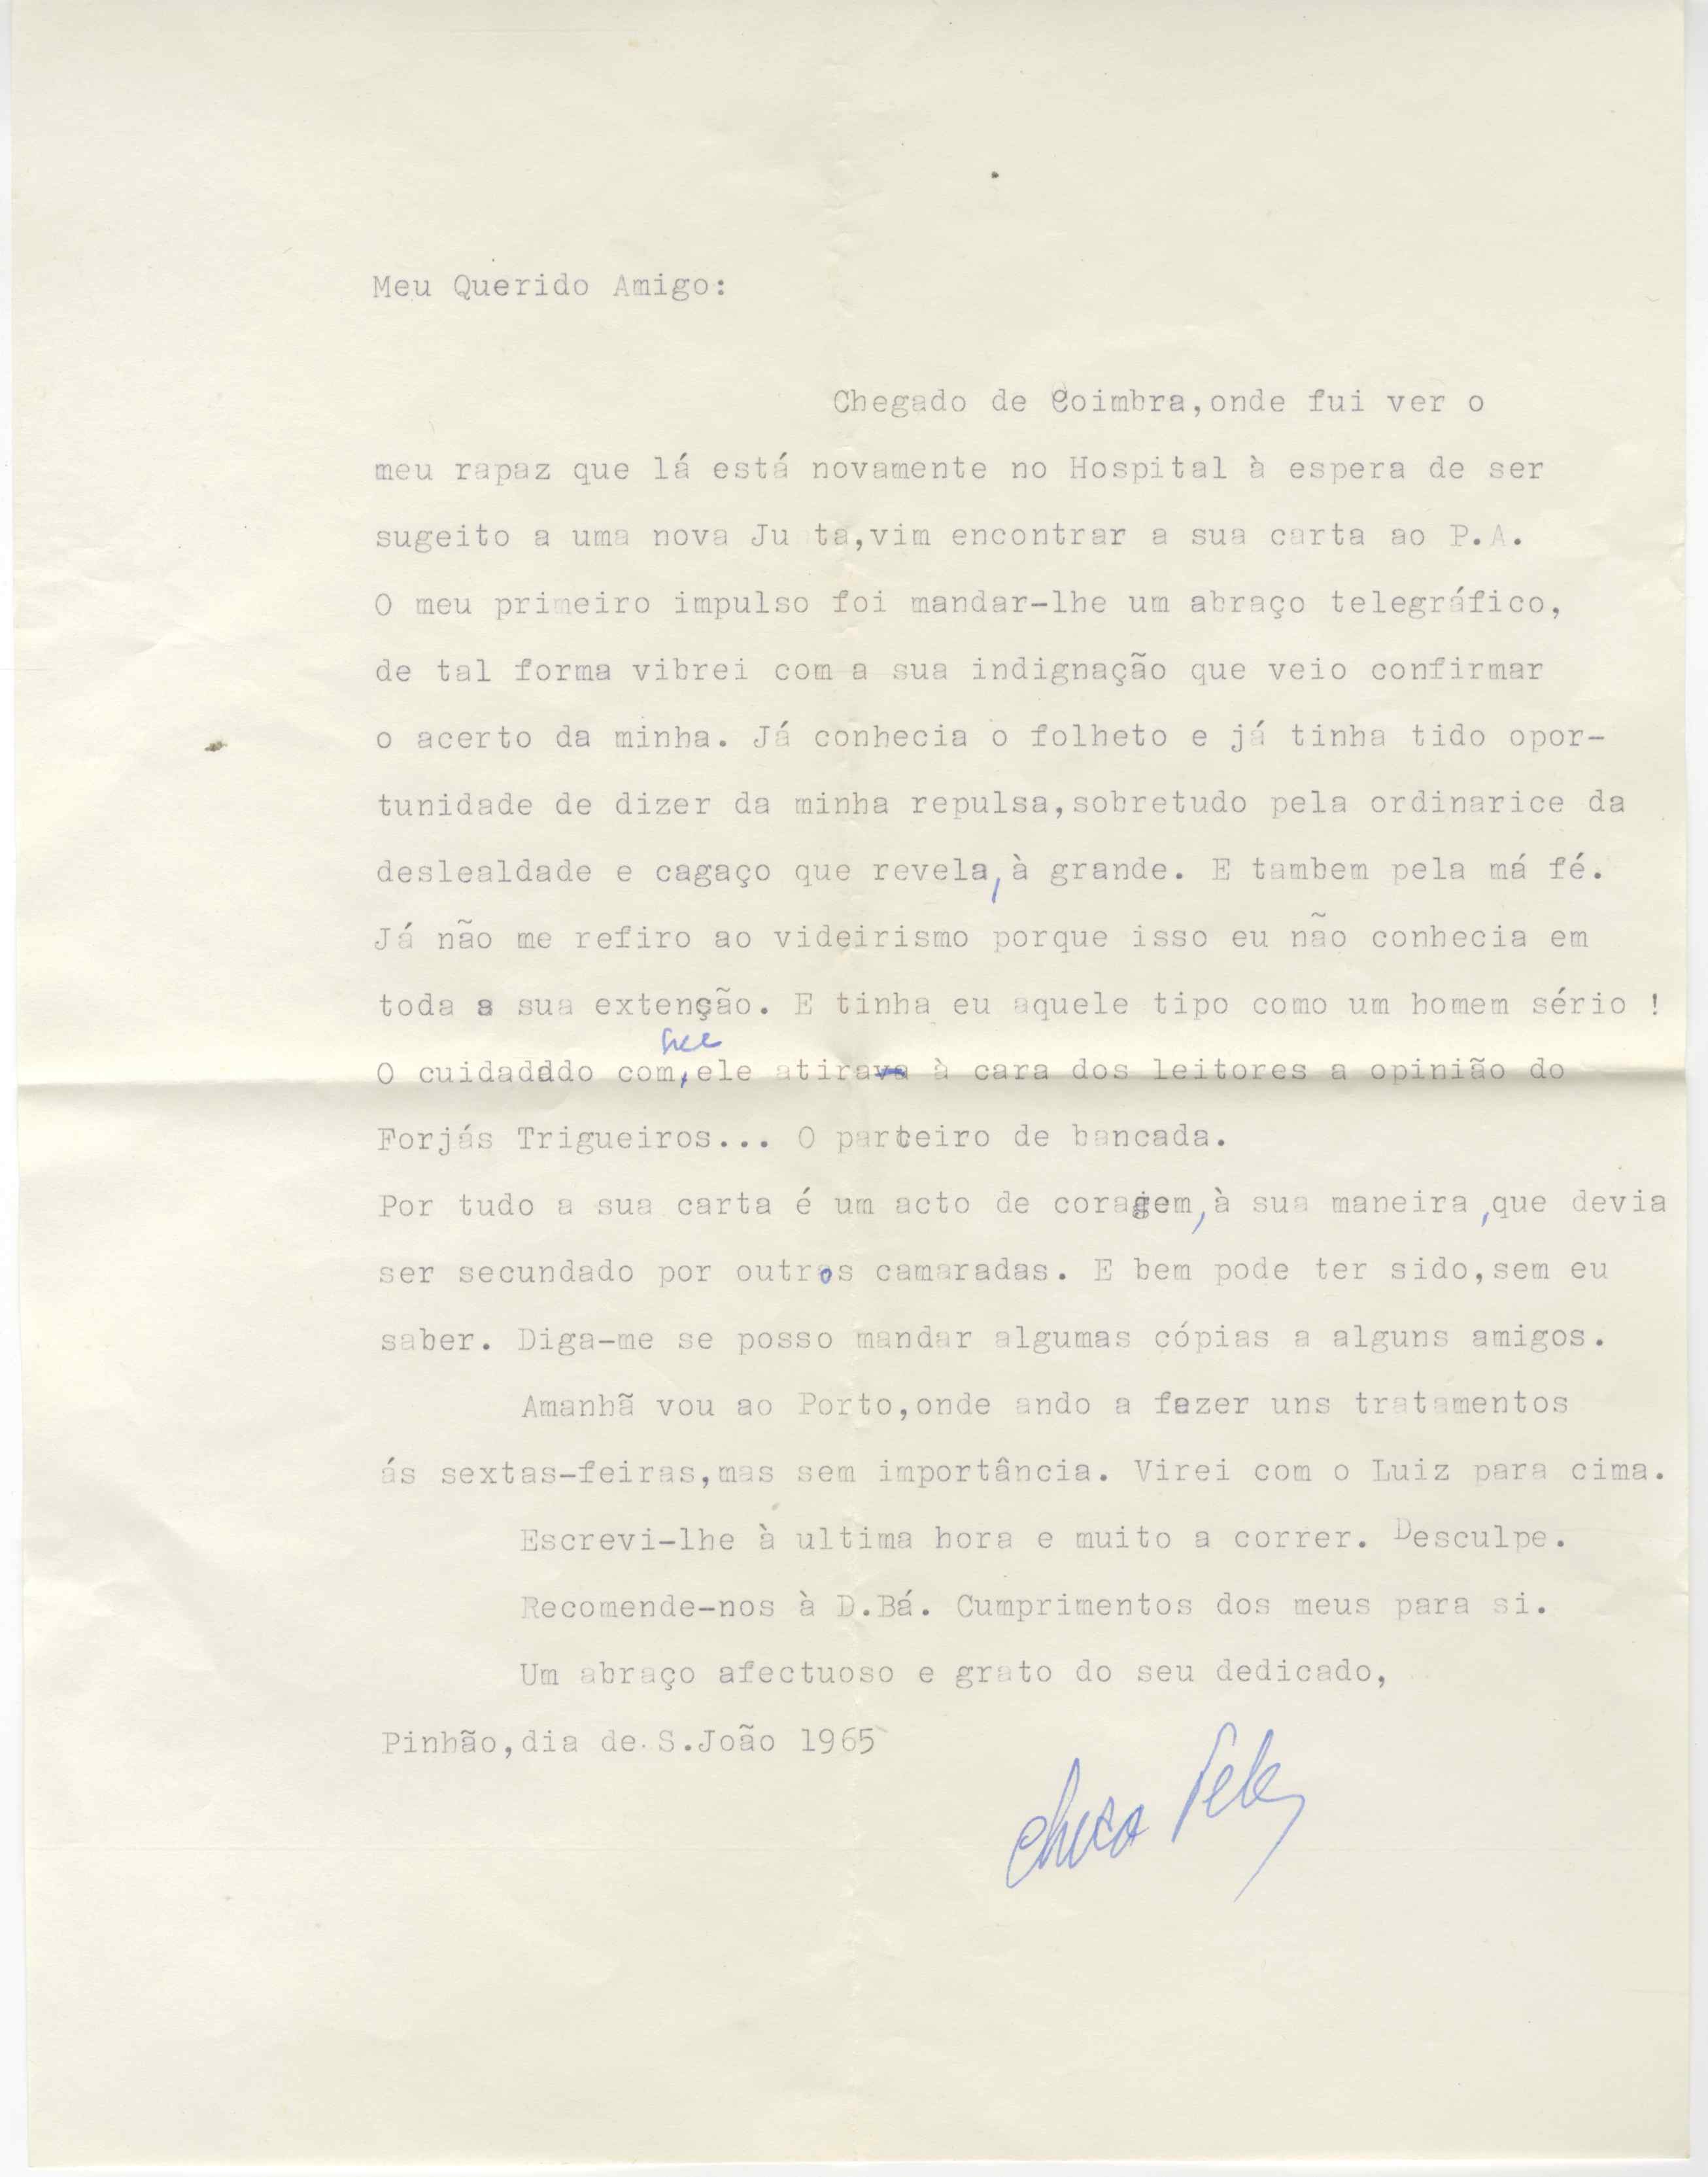 Meu Querido Amigo:
Chegado de Coimbra,onde fui ver o
meu rapaz que lá está novamente no Hospital à espera de ser
sugeito a uma nova Ju ta,vim encontrar a sua carta ao P.A.
O meu primeiro impulso foi mandar-lhe um abraço telegráfico,
de tal forma vibrei com a sua indignação que veio confirmar
o acerto da minha. Já conhecia o folheto e já tinha tido opor-
tunidade de dizer da minha repulsa,sobretudo pela ordinarice da
deslealdade e cagaço que revela,à grande. E tambem pela má fé.
Já não me refiro ao videirismo porque isso eu não conhecia em
toda a sua extenção. E tinha eu aquele tipo como um homem sério !
que
O cuidaddo com,ele atirava à cara dos leitores a opinião do
Forjás Trigueiros... O parteiro de bancada.
Por tudo a sua carta é um acto de coragem,à sua maneira,que devia
ser secundado por outros camaradas. E bem pode ter sido,sem eu
saber. Diga-me se posso mandar algumas cópias a alguns amigos.
Amanhã vou ao Porto,onde ando a fazer uns tratamentos
ás sextas-feiras,mas sem importância. Virei com o Luiz para cima.
Escrevi-lhe à ultima hora e muito a correr. Desculpe.
Recomende-nos à D.Bá. Cumprimentos dos meus para si.
Um abraço afectuoso e grato do seu dedicado,
Pinhão,dia de S.João 1965
Chico